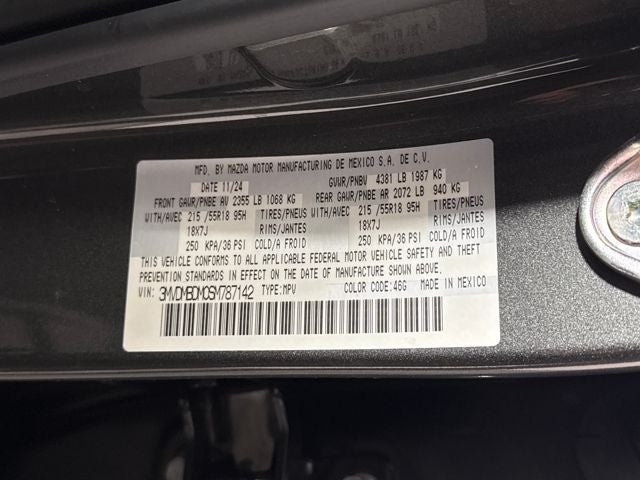 MFD. BY MAZDA MOTOR MANUFACTURING DE MEXICO S.A. DE C.V.
DATE 11/24 GVWR/PNBV 4381 LB 1987 KG
FRONT GAWR/PNBE AV 2355 LB 1068 KG REAR GAWR/PNBE AR 2072 LB 940 KG
WITH/AVEC 215 /55R18 95H TIRES/PNEUS WITH/AVEC 215 /55R18 95H TIRES/PNEUS
18X7J RIMS/JANTES 18X7J RIMS/JANTES
250 KPA/36 PSI COLD/A FROID 250 KPA/36 PSI COLD/A FROID
THIS VEHICLE CONFORMS TO ALL APPLICABLE FEDERAL MOTOR VEHICLE SAFETY AND THEFT
PREVENTION STANDARDS IN EFFECT ON THE DATE OF MANUFACTURE SHOWN ABOVE.
VIN: 3MVDMBDM0SM787142 TYPE:MPV COLOR CODE:46G MADE IN MEXICO